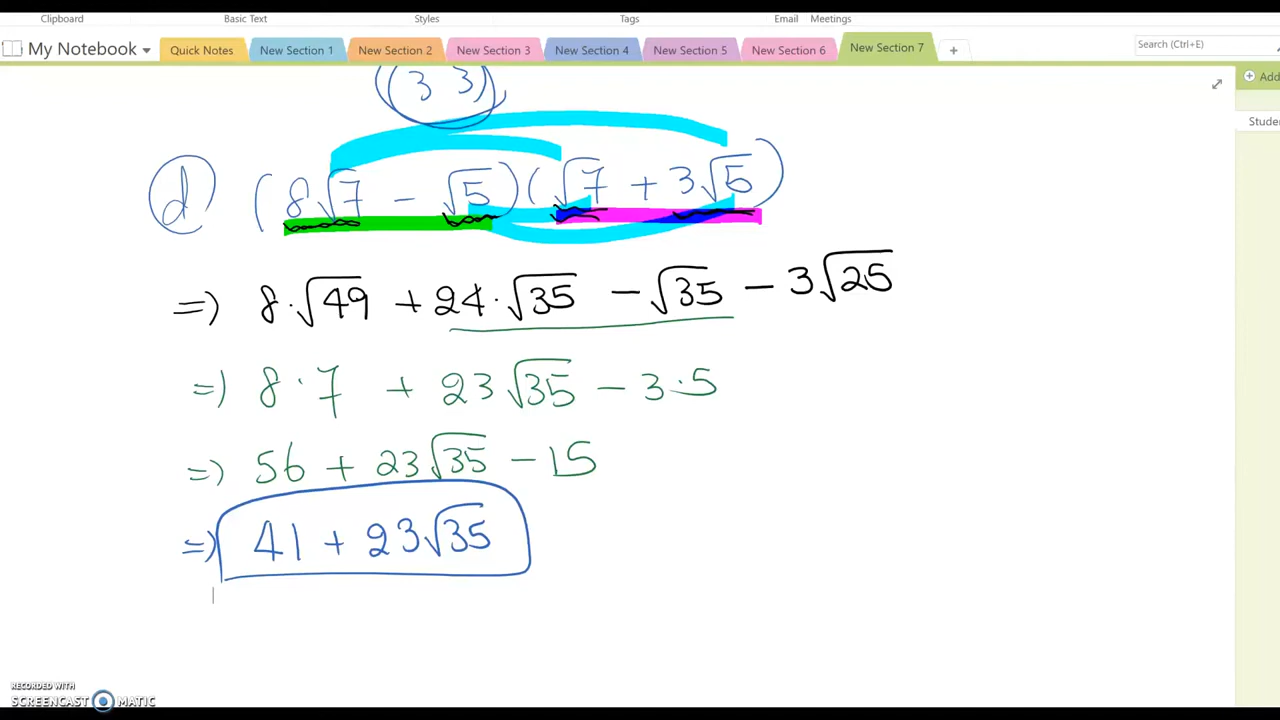 Clipboard Basic Text Styles Tags Email Meetings
My Notebook Quick Notes New Section 1 New Section 2 New Section 3 New Section 4 New Section 5 New Section 6 New Section 7 + Search (Ctrl+E)
Add
(3 3)
Studen
d (8√7 - √5)(√7 + 3√5)
=) 8·√49 + 24·√35 - √35 - 3√25
=) 8·7 + 23√35 - 3·5
=) 56 + 23√35 - 15
=) 41 + 23√35
RECORDED WITH
SCREENCAST MATIC